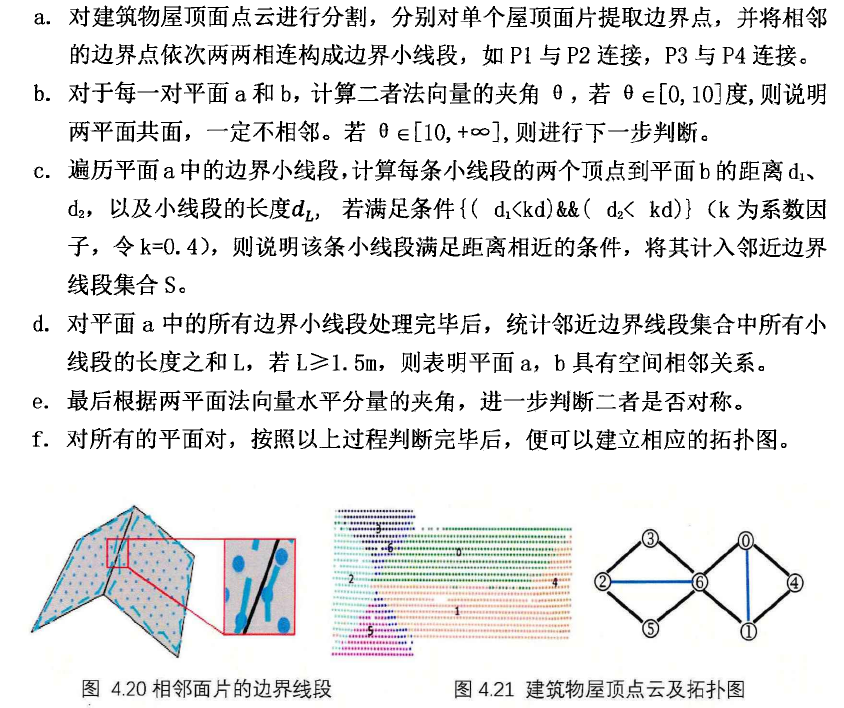 a. 对建筑物屋顶面点云进行分割，分别对单个屋顶面片提取边界点，并将相邻
的边界点依次两两相连构成边界小线段，如 P1 与 P2 连接，P3 与 P4 连接。
b. 对于每一对平面 a 和 b，计算二者法向量的夹角 θ，若 θ∈[0,10]度,则说明
两平面共面，一定不相邻。若 θ∈[10,+∞],则进行下一步判断。
c. 遍历平面 a 中的边界小线段,计算每条小线段的两个顶点到平面 b 的距离 d₁、
d₂，以及小线段的长度d_L, 若满足条件{( d₁<kd)&&( d₂< kd)}（k 为系数因
子，令 k=0.4），则说明该条小线段满足距离相近的条件，将其计入邻近边界
线段集合 S。
d. 对平面 a 中的所有边界小线段处理完毕后，统计邻近边界线段集合中所有小
线段的长度之和 L，若 L≥1.5m，则表明平面 a，b 具有空间相邻关系。
e. 最后根据两平面法向量水平分量的夹角，进一步判断二者是否对称。
f. 对所有的平面对，按照以上过程判断完毕后，便可以建立相应的拓扑图。
3
6
0
2
4
1
5
③
⓪
②
⑥
④
⑤
①
图 4.20 相邻面片的边界线段
图 4.21 建筑物屋顶点云及拓扑图